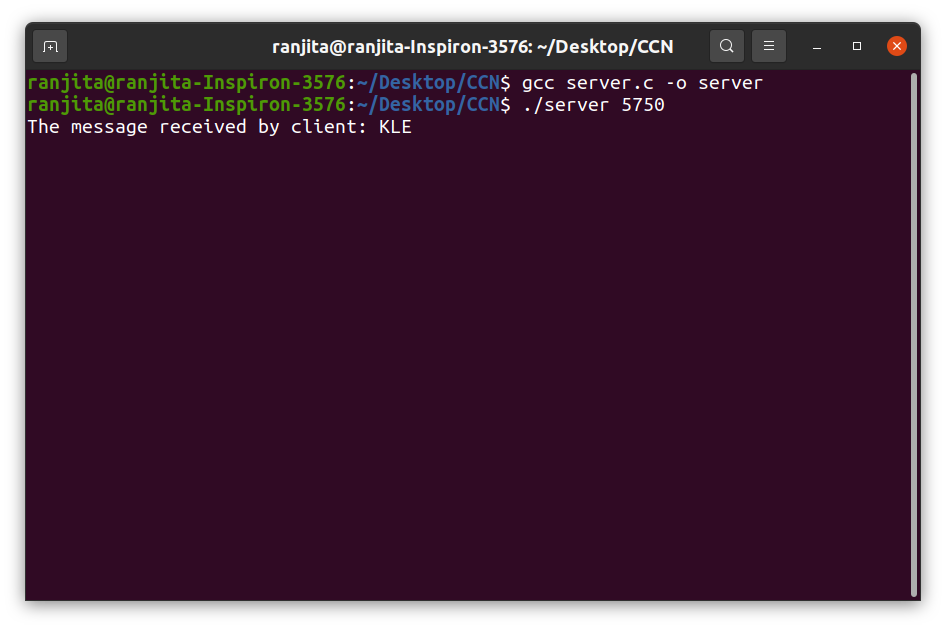 ranjita@ranjita-Inspiron-3576: ~/Desktop/CCN
ranjita@ranjita-Inspiron-3576:~/Desktop/CCN$ gcc server.c -o server
ranjita@ranjita-Inspiron-3576:~/Desktop/CCN$ ./server 5750
The message received by client: KLE